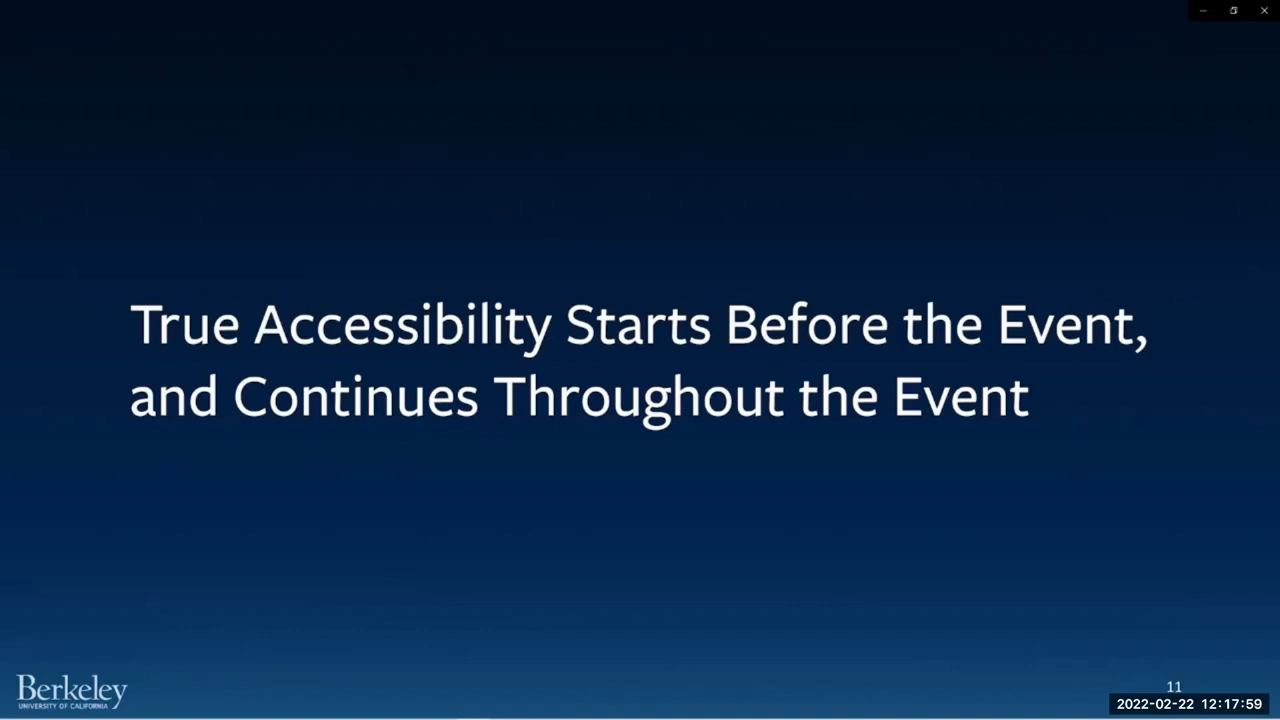 True Accessibility Starts Before the Event,
and Continues Throughout the Event
Berkeley
UNIVERSITY OF CALIFORNIA
11
2022-02-22 12:17:59